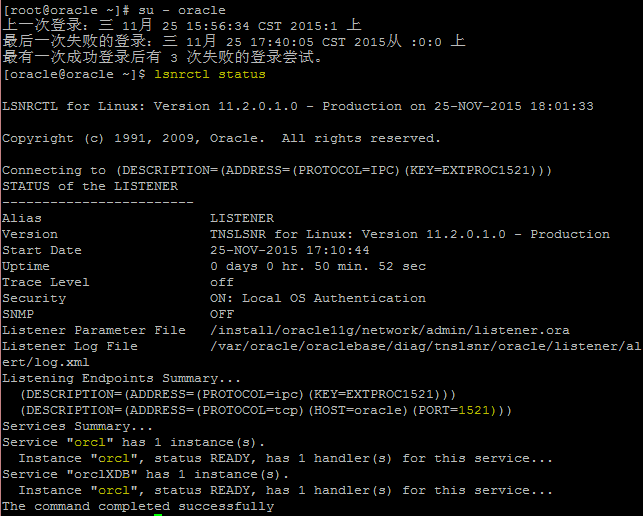 [root@oracle ~]# su - oracle
上一次登录：三 11月 25 15:56:34 CST 2015:1 上
最后一次失败的登录：三 11月 25 17:40:05 CST 2015从 :0:0 上
最有一次成功登录后有 3 次失败的登录尝试。
[oracle@oracle ~]$ lsnrctl status
LSNRCTL for Linux: Version 11.2.0.1.0 - Production on 25-NOV-2015 18:01:33
Copyright (c) 1991, 2009, Oracle.  All rights reserved.
Connecting to (DESCRIPTION=(ADDRESS=(PROTOCOL=IPC)(KEY=EXTPROC1521)))
STATUS of the LISTENER
------------------------
Alias                     LISTENER
Version                   TNSLSNR for Linux: Version 11.2.0.1.0 - Production
Start Date                25-NOV-2015 17:10:44
Uptime                    0 days 0 hr. 50 min. 52 sec
Trace Level               off
Security                  ON: Local OS Authentication
SNMP                      OFF
Listener Parameter File   /install/oracle11g/network/admin/listener.ora
Listener Log File         /var/oracle/oraclebase/diag/tnslsnr/oracle/listener/al
ert/log.xml
Listening Endpoints Summary...
  (DESCRIPTION=(ADDRESS=(PROTOCOL=ipc)(KEY=EXTPROC1521)))
  (DESCRIPTION=(ADDRESS=(PROTOCOL=tcp)(HOST=oracle)(PORT=1521)))
Services Summary...
Service "orcl" has 1 instance(s).
  Instance "orcl", status READY, has 1 handler(s) for this service...
Service "orclXDB" has 1 instance(s).
  Instance "orcl", status READY, has 1 handler(s) for this service...
The command completed successfully